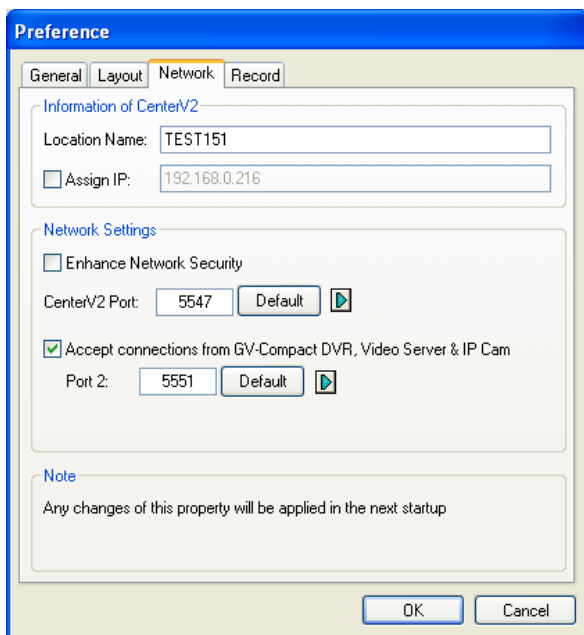 Preference
General Layout Network Record
Information of CenterV2
Location Name: TEST151
Assign IP: 192.168.0.216
Network Settings
Enhance Network Security
CenterV2 Port: 5547 Default
Accept connections from GV-Compact DVR, Video Server & IP Cam
Port 2: 5551 Default
Note
Any changes of this property will be applied in the next startup
OK Cancel